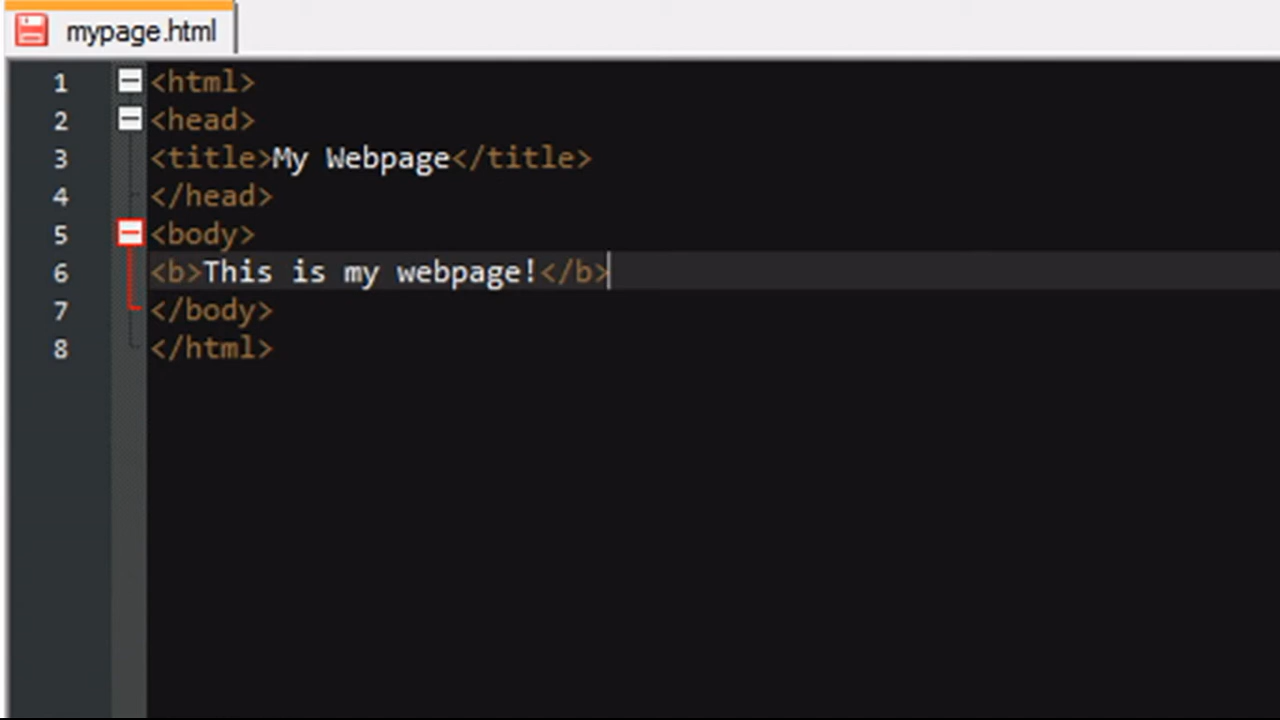 mypage.html
1 <html>
2 <head>
3 <title>My Webpage</title>
4 </head>
5 <body>
6 <b>This is my webpage!</b>
7 </body>
8 </html>